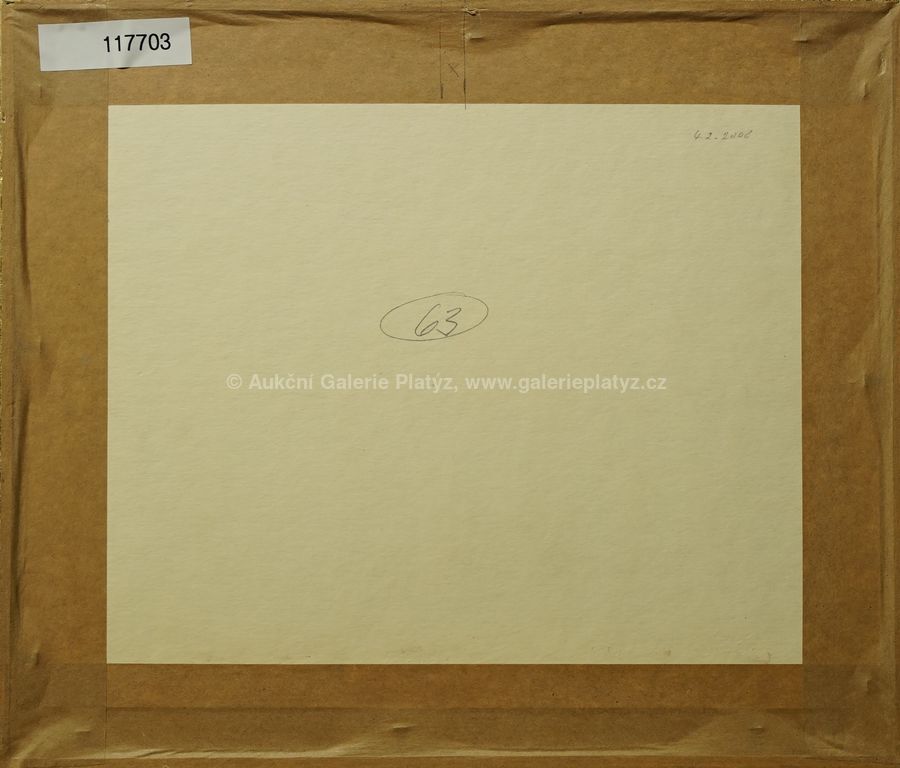 117703
X
4.2.2008
63
© Aukční Galerie Platýz, www.galerieplatyz.cz